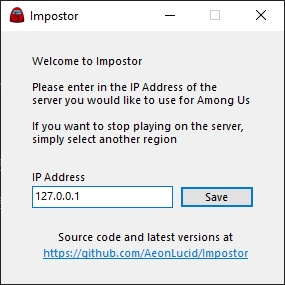 Impostor
Welcome to Impostor
Please enter in the IP Address of the
server you would like to use for Among Us
If you want to stop playing on the server,
simply select another region
IP Address
127.0.0.1
Save
Source code and latest versions at
https://github.com/AeonLucid/Impostor